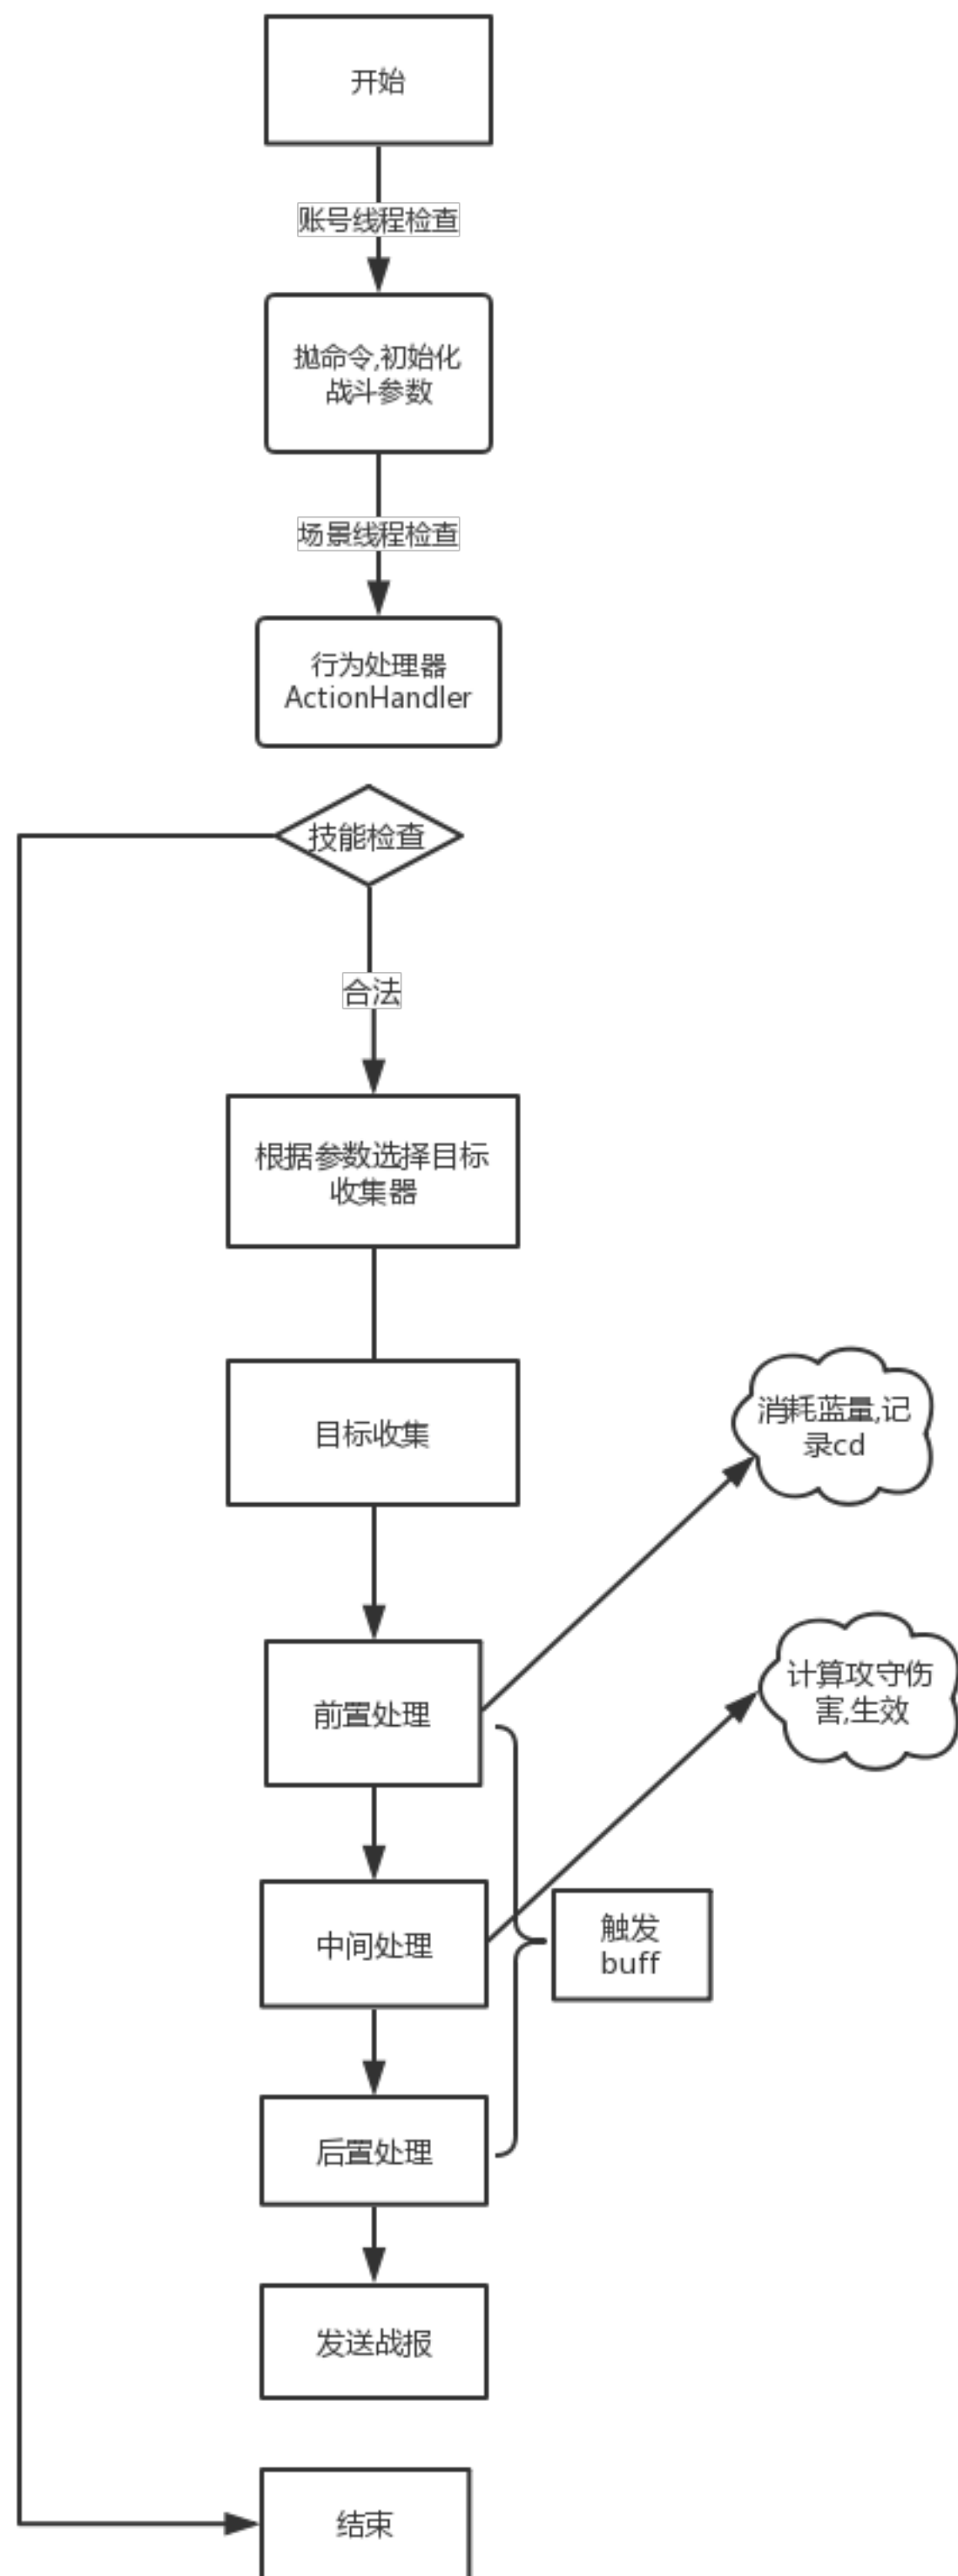 开始
账号线程检查
抛命令,初始化
战斗参数
场景线程检查
行为处理器
ActionHandler
技能检查
合法
根据参数选择目标
收集器
目标收集
消耗蓝量,记
录cd
前置处理
计算攻守伤
害,生效
中间处理
触发
buff
后置处理
发送战报
结束